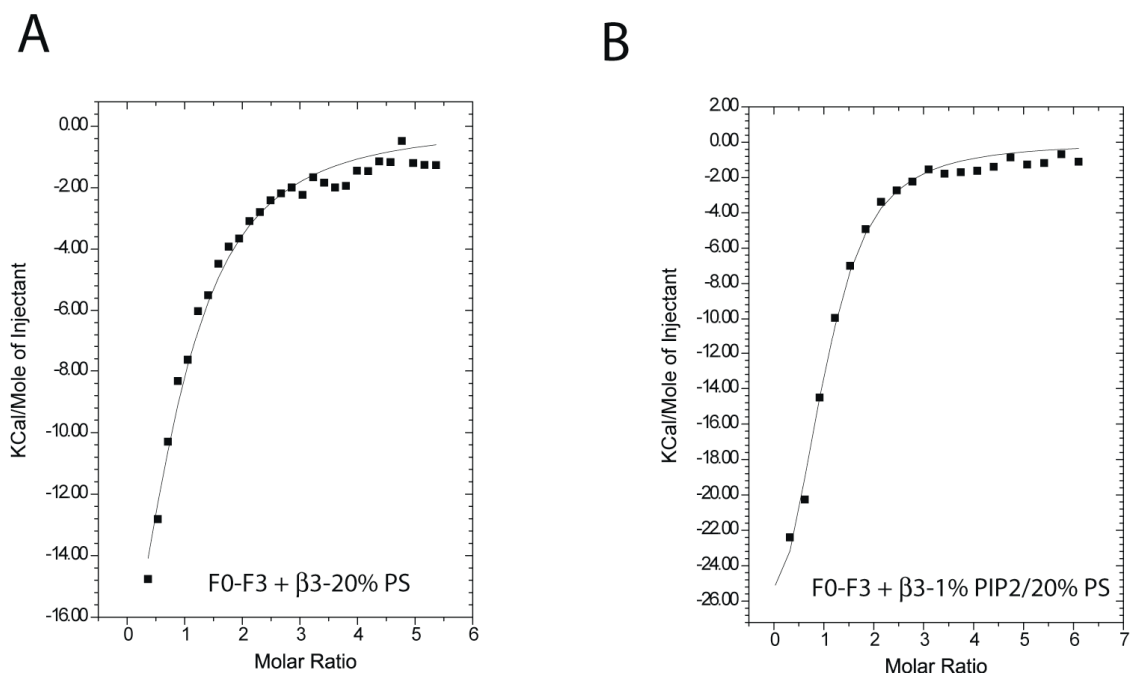 A
KCal/Mole of Injectant
0.00
-2.00
-4.00
-6.00
-8.00
-10.00
-12.00
-14.00
-16.00
F0-F3 + β3-20% PS
0 1 2 3 4 5 6
Molar Ratio
B
KCal/Mole of Injectant
2.00
0.00
-2.00
-4.00
-6.00
-8.00
-10.00
-12.00
-14.00
-16.00
-18.00
-20.00
-22.00
-24.00
-26.00
F0-F3 + β3-1% PIP2/20% PS
0 1 2 3 4 5 6 7
Molar Ratio